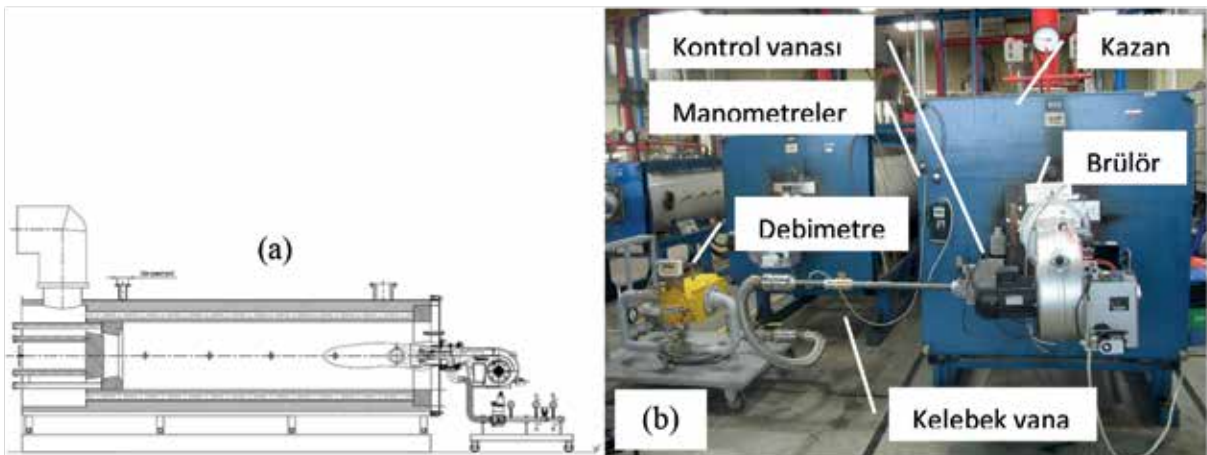 (a)
Kontrol vanası
Kazan
Manometreler
Brülör
Debimetre
(b)
Kelebek vana